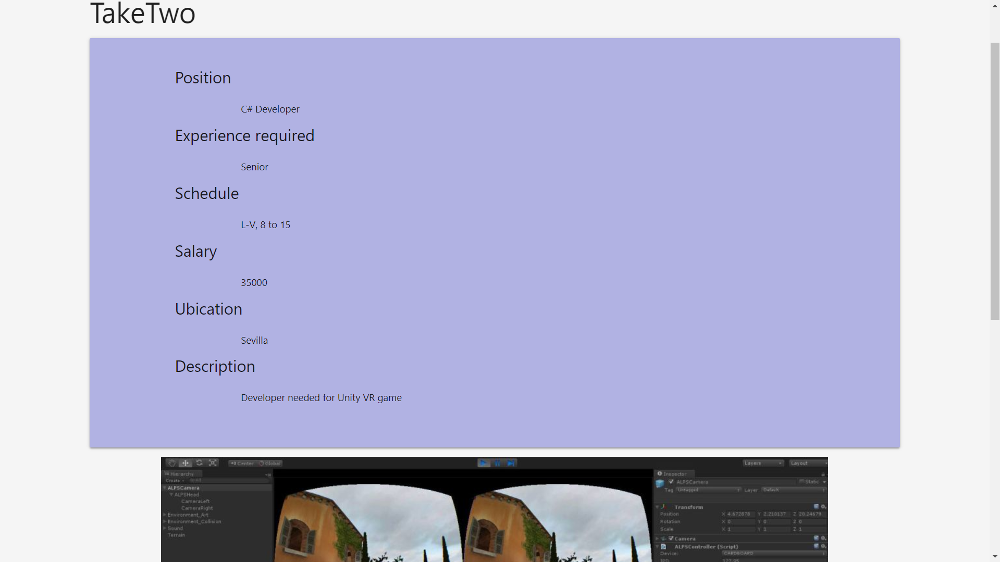 TakeTwo
Position
C# Developer
Experience required
Senior
Schedule
L-V, 8 to 15
Salary
35000
Ubication
Sevilla
Description
Developer needed for Unity VR game
Center Global Layers Layout
Hierarchy
Create All
ALPSCamera
ALPSHead
CameraLeft
CameraRight
Environment_Art
Environment_Collision
Sound
Terrain
Inspector
ALPSCamera Static
Tag Untagged Layer Default
Transform
Position X 4.672878 Y 2.210137 Z 20.24679
Rotation X 0 Y 0 Z 0
Scale X 1 Y 1 Z 1
Camera
ALPSController (Script)
Device: CARDBOARD